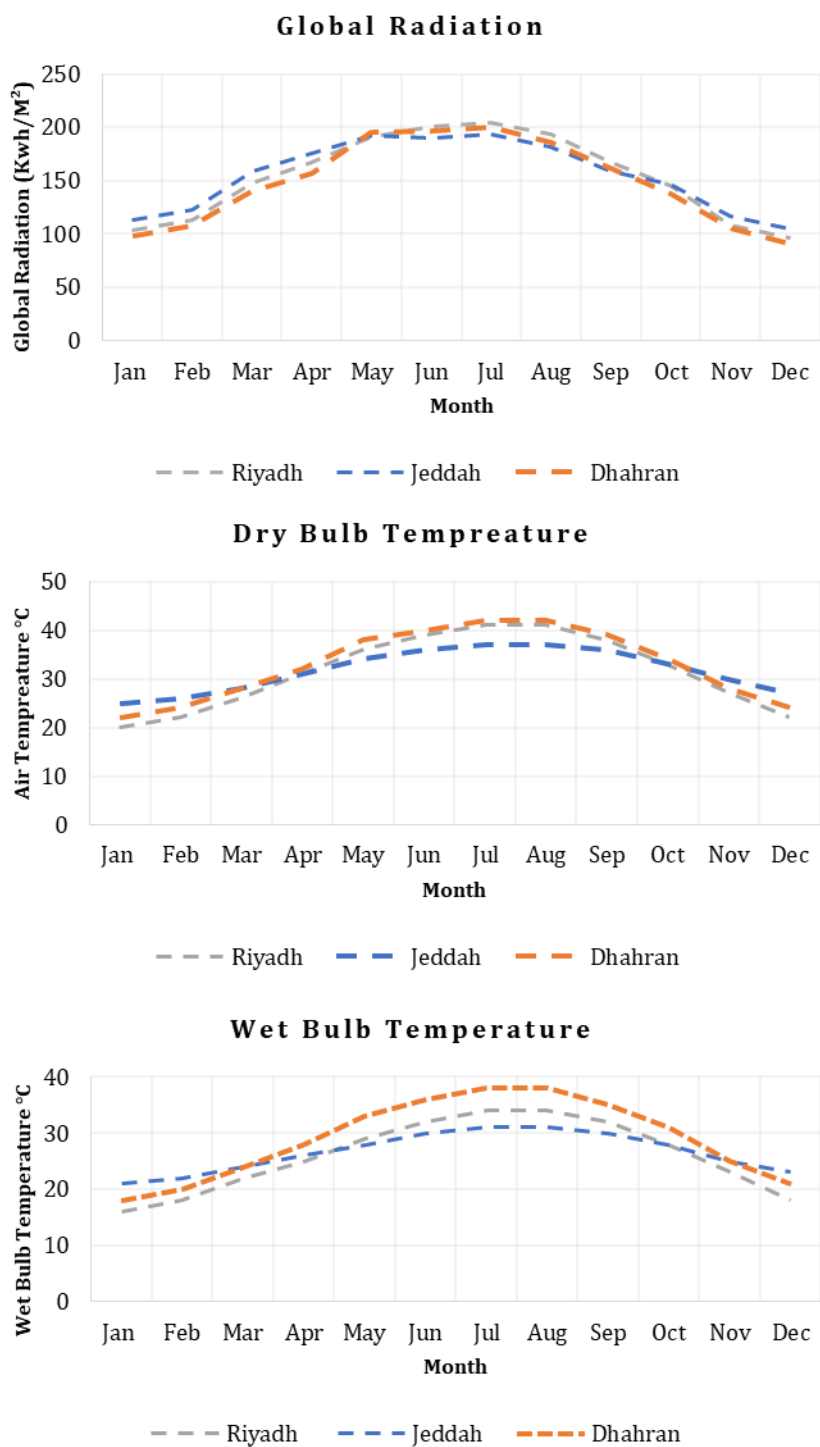 Global Radiation
Global Radiation (Kwh/M²)
250
200
150
100
50
0
Jan Feb Mar Apr May Jun Jul Aug Sep Oct Nov Dec
Month
Riyadh Jeddah Dhahran
Dry Bulb Tempreature
Air Tempreature °C
50
40
30
20
10
0
Jan Feb Mar Apr May Jun Jul Aug Sep Oct Nov Dec
Month
Riyadh Jeddah Dhahran
Wet Bulb Temperature
Wet Bulb Temperature °C
40
30
20
10
0
Jan Feb Mar Apr May Jun Jul Aug Sep Oct Nov Dec
Month
Riyadh Jeddah Dhahran